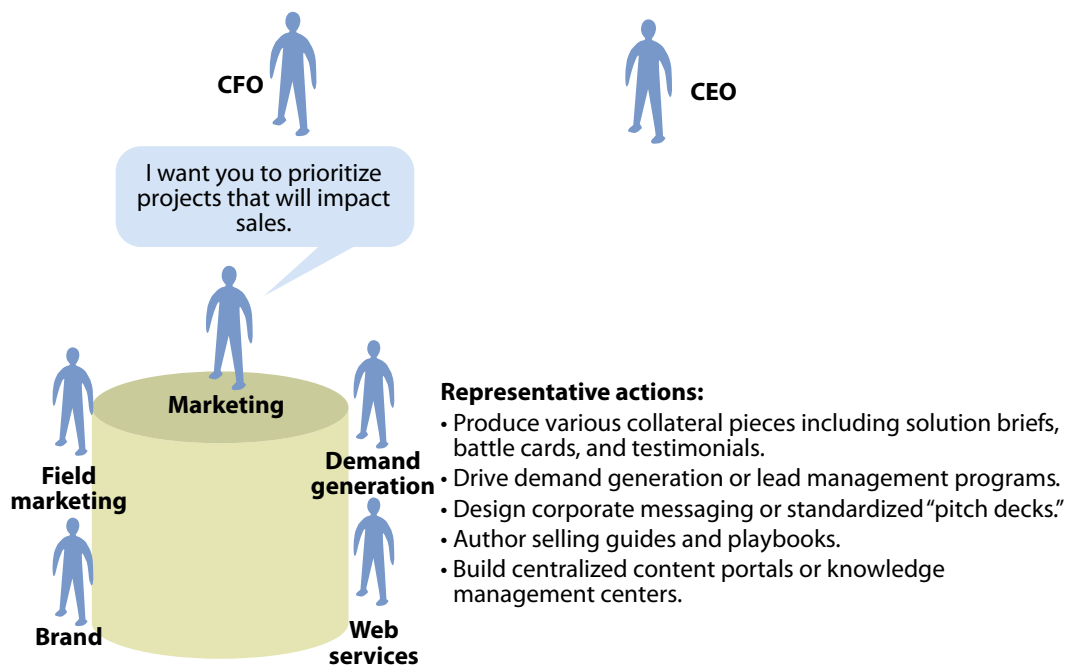 CFO
CEO
I want you to prioritize
projects that will impact
sales.
Marketing
Field
marketing
Demand
generation
Brand
Web
services
Representative actions:
• Produce various collateral pieces including solution briefs,
battle cards, and testimonials.
• Drive demand generation or lead management programs.
• Design corporate messaging or standardized “pitch decks.”
• Author selling guides and playbooks.
• Build centralized content portals or knowledge
management centers.